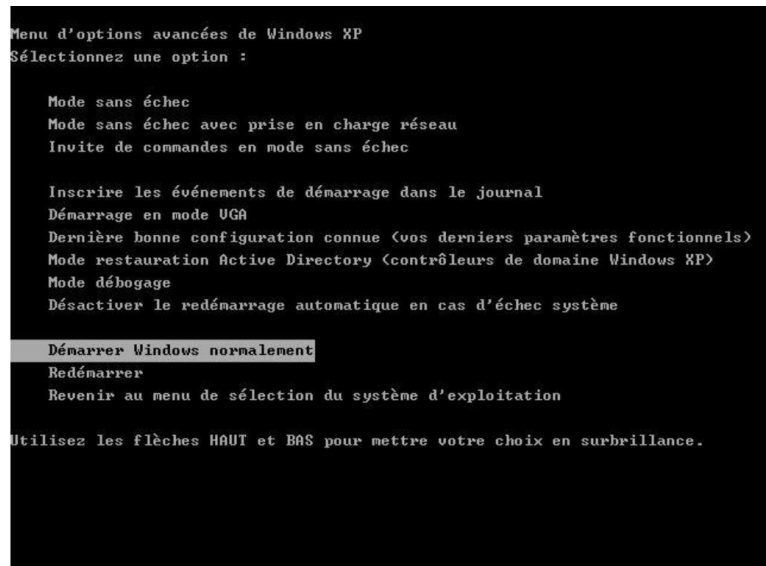 Menu d'options avancées de Windows XP
Sélectionnez une option :
Mode sans échec
Mode sans échec avec prise en charge réseau
Invite de commandes en mode sans échec
Inscrire les événements de démarrage dans le journal
Démarrage en mode VGA
Dernière bonne configuration connue (vos derniers paramètres fonctionnels)
Mode restauration Active Directory (contrôleurs de domaine Windows XP)
Mode débogage
Désactiver le redémarrage automatique en cas d'échec système
Démarrer Windows normalement
Redémarrer
Revenir au menu de sélection du système d'exploitation
Utilisez les flèches HAUT et BAS pour mettre votre choix en surbrillance.